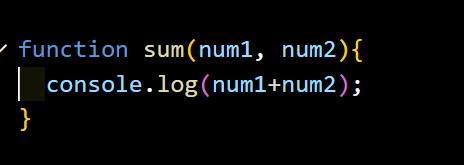 function sum(num1, num2){
console.log(num1+num2);
}